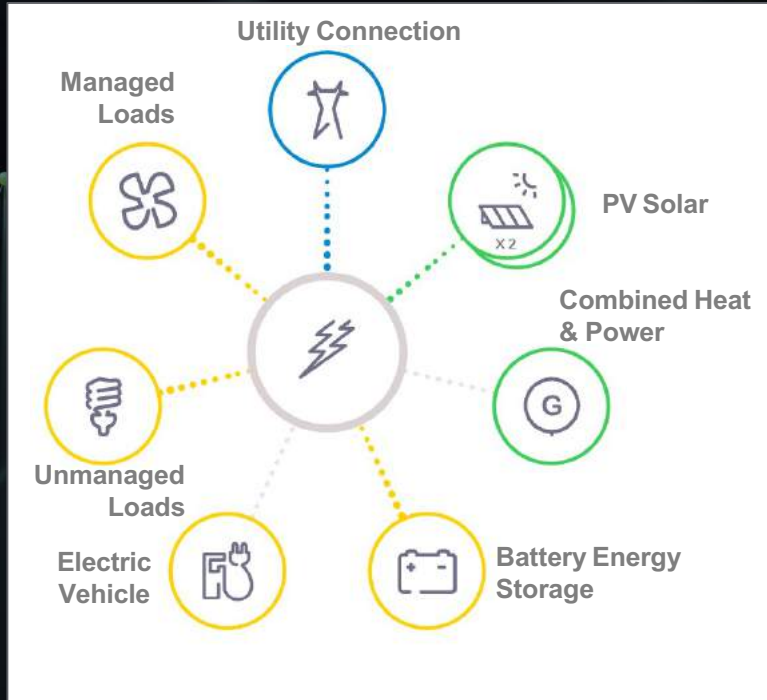 Utility Connection
Managed
Loads
PV Solar
X2
Combined Heat
& Power
G
Unmanaged
Loads
Electric
Vehicle
Battery Energy
Storage